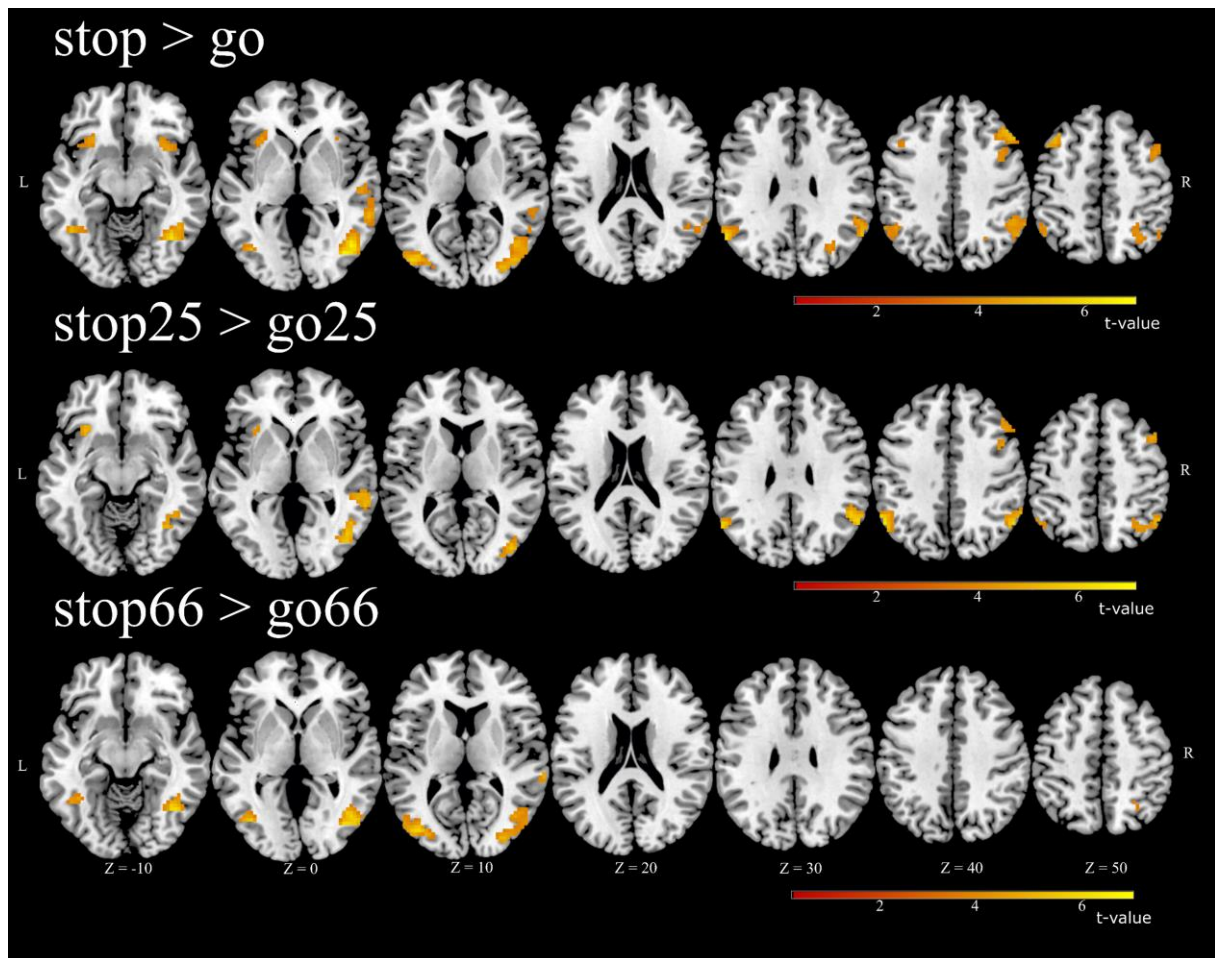 stop > go
L
R
2 4 6
t-value
stop25 > go25
L
R
2 4 6
t-value
stop66 > go66
L
R
Z = -10 Z = 0 Z = 10 Z = 20 Z = 30 Z = 40 Z = 50
2 4 6
t-value